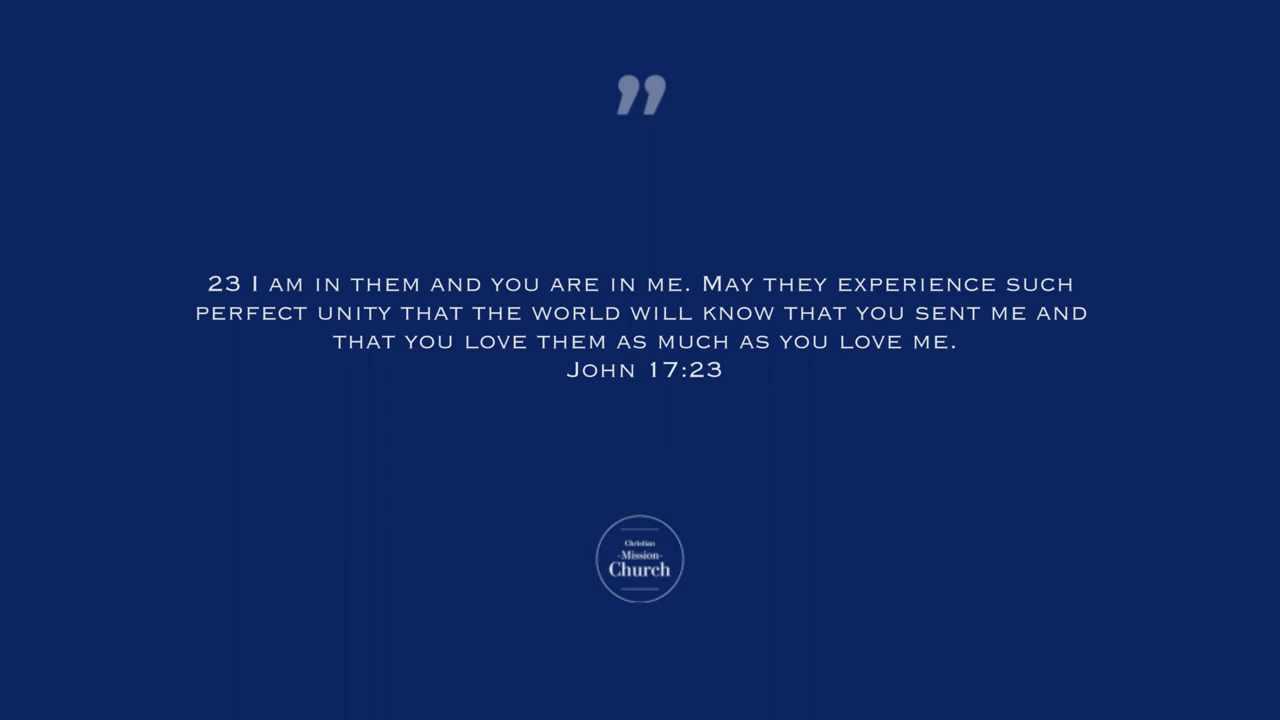 ”
23 I am in them and you are in me. May they experience such
perfect unity that the world will know that you sent me and
that you love them as much as you love me.
John 17:23
Christian
-Mission-
Church